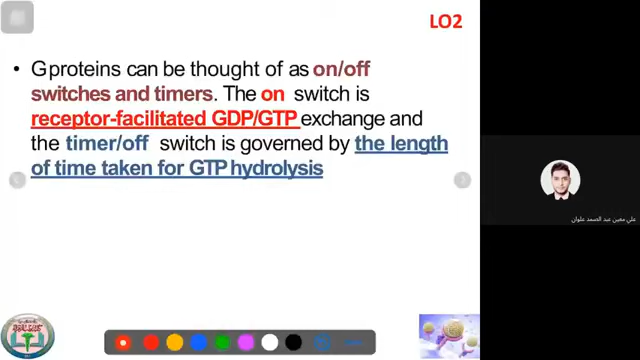 LO2
• G proteins can be thought of as on/off
switches and timers. The on switch is
receptor-facilitated GDP/GTP exchange and
the timer/off switch is governed by the length
of time taken for GTP hydrolysis
علي معين عبد الصمد علوان